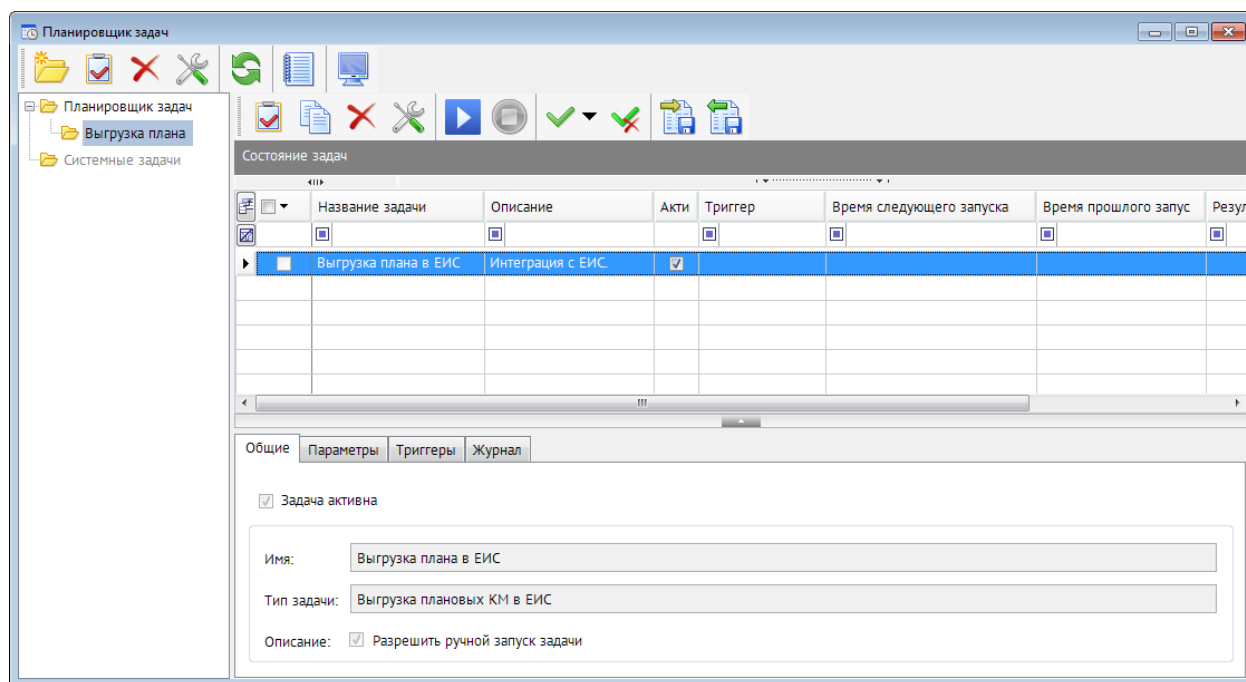 Планировщик задач
Планировщик задач
Выгрузка плана
Системные задачи
Состояние задач
Название задачи Описание Акти Триггер Время следующего запуска Время прошлого запус Резул
Выгрузка плана в ЕИС Интеграция с ЕИС.
Общие Параметры Триггеры Журнал
Задача активна
Имя: Выгрузка плана в ЕИС
Тип задачи: Выгрузка плановых КМ в ЕИС
Описание: Разрешить ручной запуск задачи